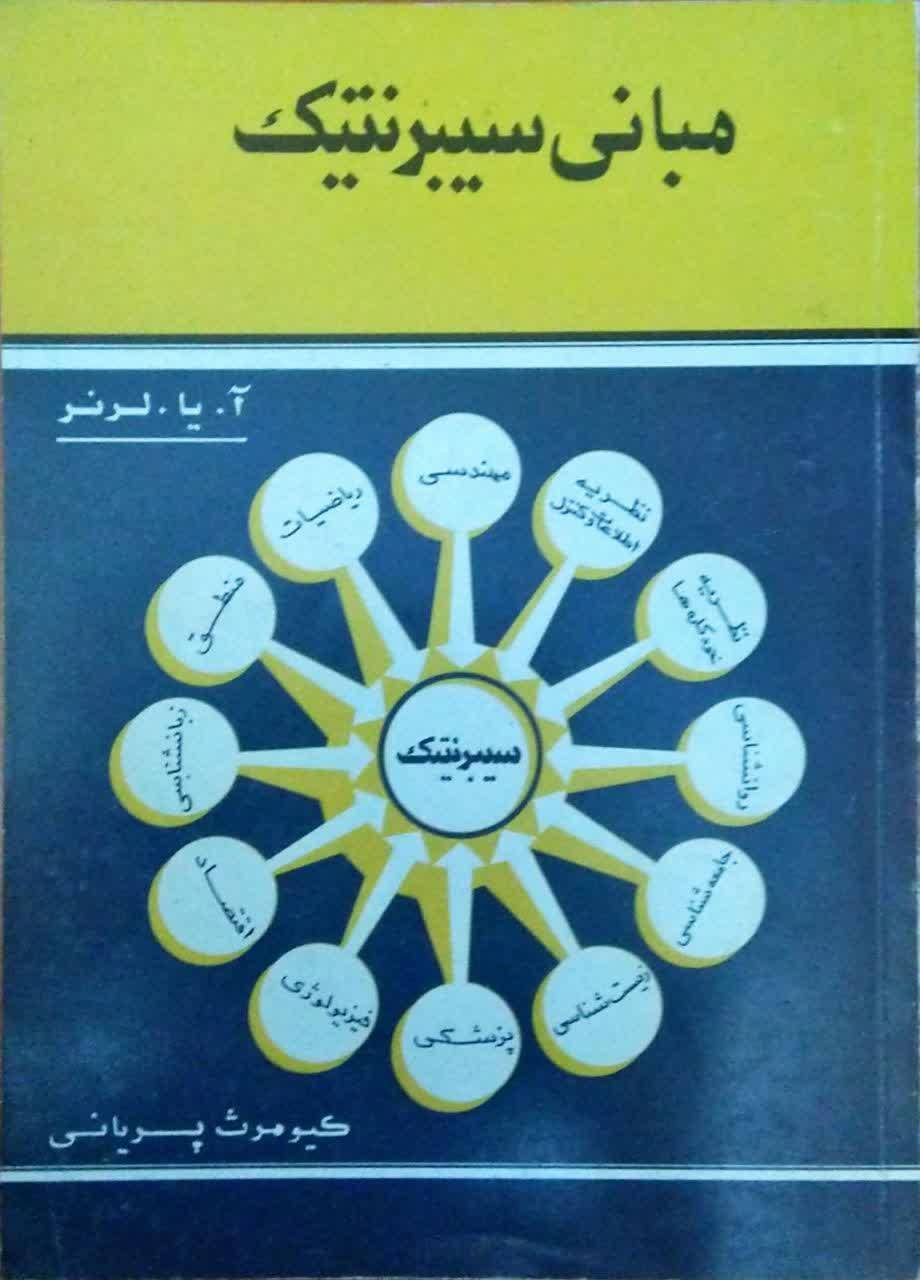 مبانی سیبرنتیک
آ. یا. لرنر
مهندسی
نظریه
اطلاعات و کنترل
نظریه
خودکاره ها
روانشناسی
جامعه شناسی
زیست شناسی
پزشکی
فیزیولوژی
اقتصاد
زبانشناسی
منطق
ریاضیات
سیبرنتیک
کیومرث پریانی